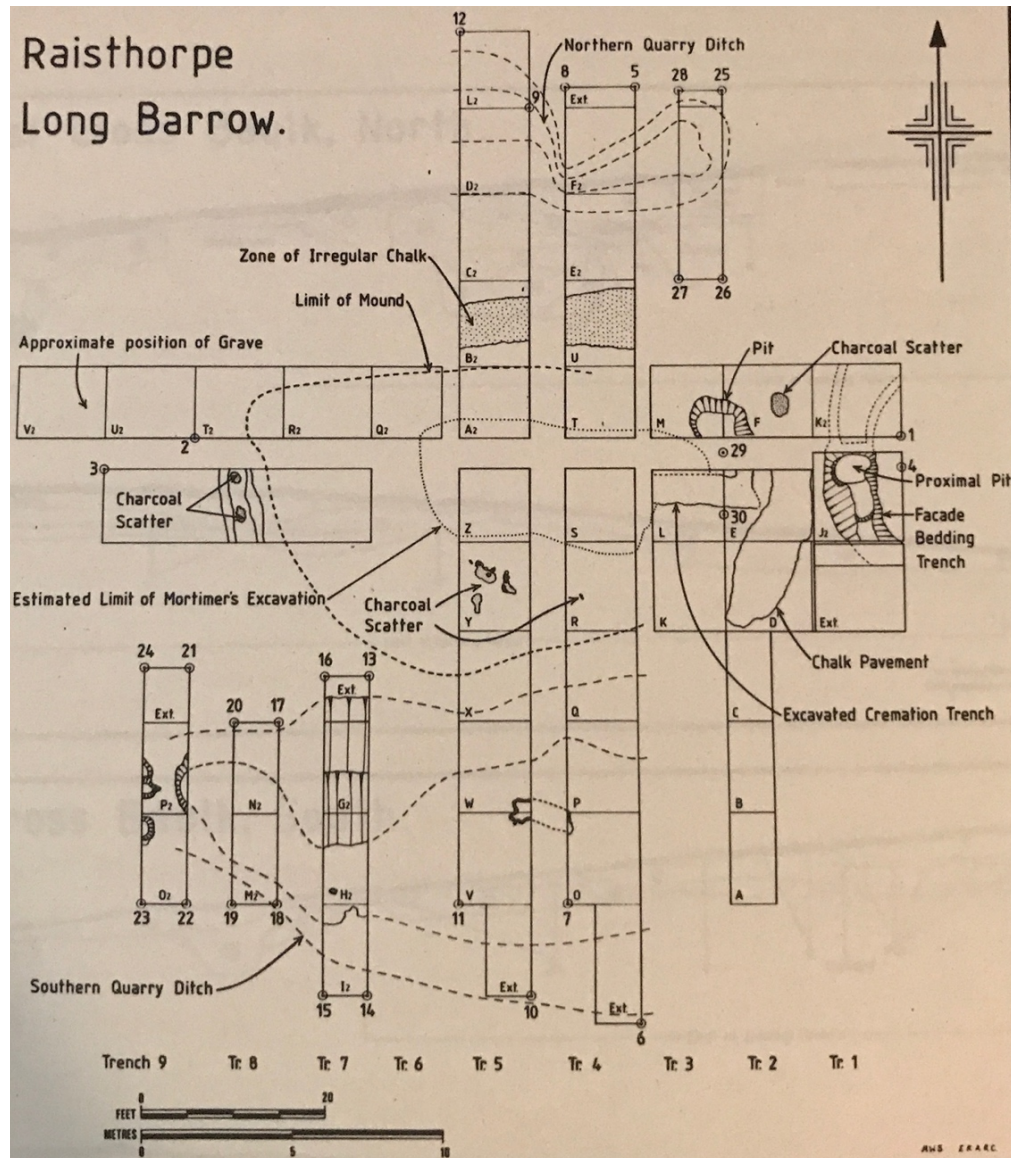 Raisthorpe
Long Barrow.
12
Northern Quarry Ditch
8
5
28
25
L2
9
Ext.
D2
F2
Zone of Irregular Chalk
C2
E2
27
26
Limit of Mound
Approximate position of Grave
B2
U
Pit
Charcoal Scatter
V2
U2
T2
R2
Q2
A2
T
M
F
K2
1
2
29
3
4
Proximal Pit
Charcoal
Scatter
Z
S
L
30
E
J2
Facade
Bedding
Trench
Estimated Limit of Mortimer's Excavation
Charcoal
Scatter
Y
R
K
D
Ext.
Chalk Pavement
24
21
16
13
Ext.
Ext.
20
17
X
Q
C
Excavated Cremation Trench
P2
N2
G2
W
P
B
O2
M2
H2
V
O
A
23
22
19
18
11
7
Southern Quarry Ditch
I2
Ext.
15
14
10
Ext.
6
Trench 9
Tr. 8
Tr. 7
Tr. 6
Tr. 5
Tr. 4
Tr. 3
Tr. 2
Tr. 1
0 20
FEET
METRES
0 5 10